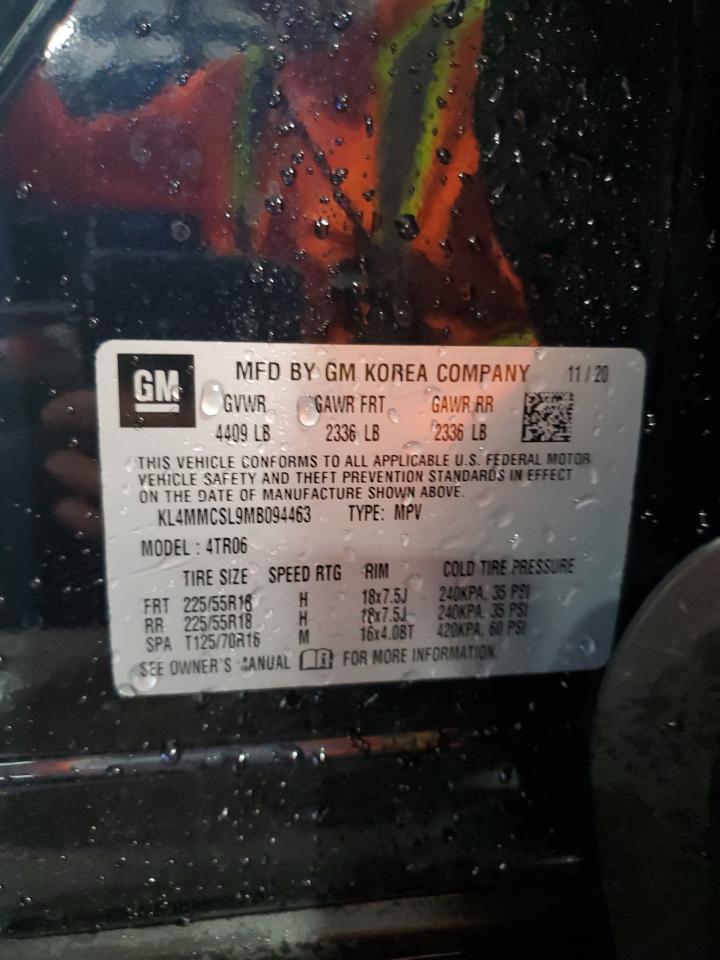 GM
MFD BY GM KOREA COMPANY 11/20
GVWR GAWR FRT GAWR RR
4409 LB 2336 LB 2336 LB
THIS VEHICLE CONFORMS TO ALL APPLICABLE U.S. FEDERAL MOTOR
VEHICLE SAFETY AND THEFT PREVENTION STANDARDS IN EFFECT
ON THE DATE OF MANUFACTURE SHOWN ABOVE.
KL4MMCSL9MB094463 TYPE: MPV
MODEL : 4TR06
TIRE SIZE SPEED RTG RIM COLD TIRE PRESSURE
FRT 225/55R18 H 18x7.5J 240KPA, 35 PSI
RR 225/55R18 H 18x7.5J 240KPA, 35 PSI
SPA T125/70R16 M 16x4.0BT 420KPA, 60 PSI
SEE OWNER'S MANUAL FOR MORE INFORMATION.